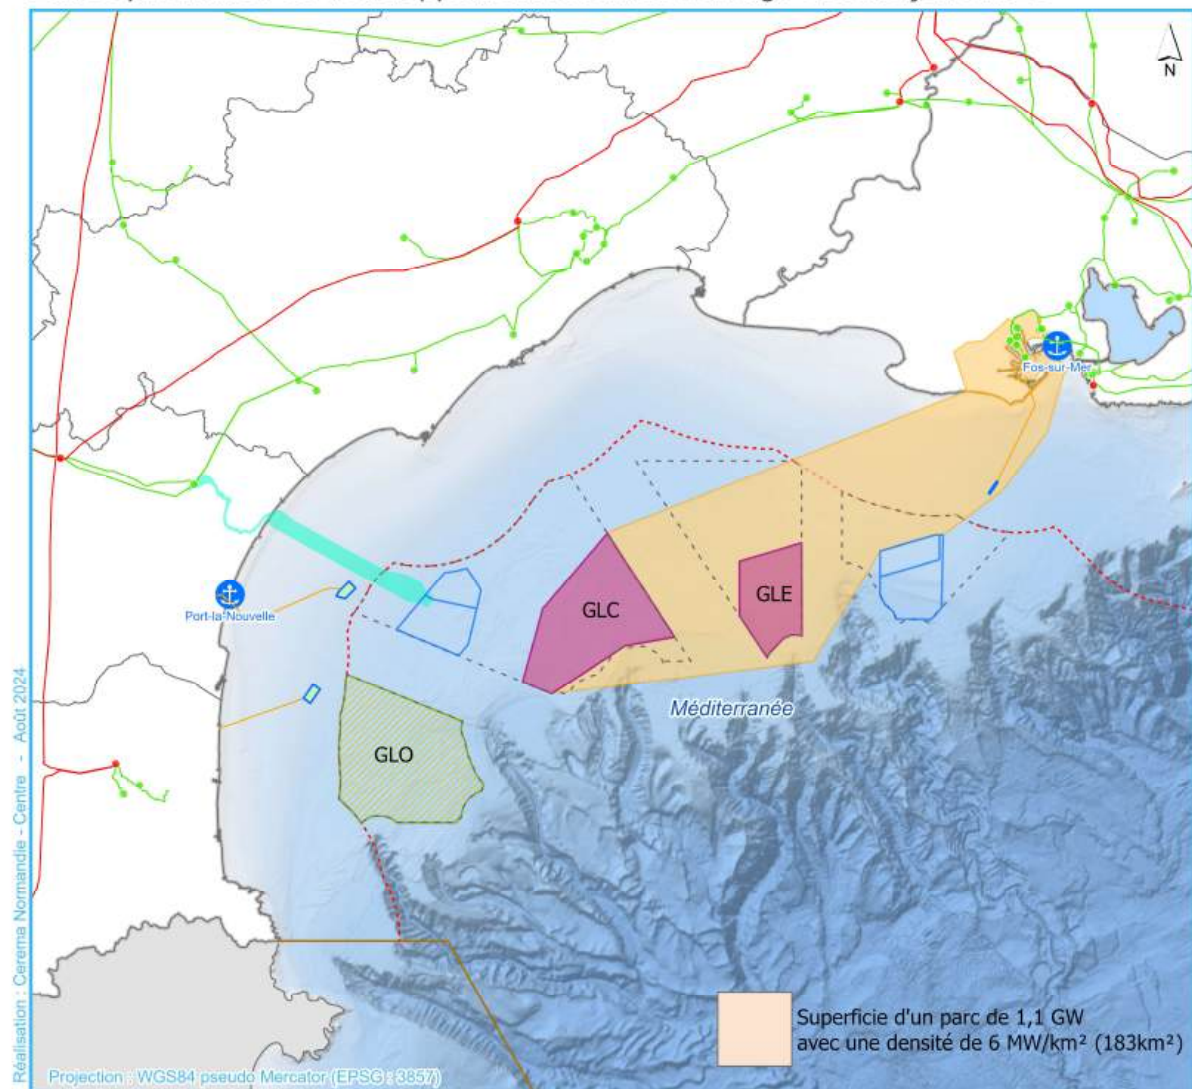 N
Fos-sur-Mer
Port-la-Nouvelle
GLC
GLE
Méditerranée
GLO
Superficie d'un parc de 1,1 GW
avec une densité de 6 MW/km² (183km²)
Projection : WGS84 pseudo Mercator (EPSG : 3857)
Réalisation : Cerema Normandie - Centre - Août 2024